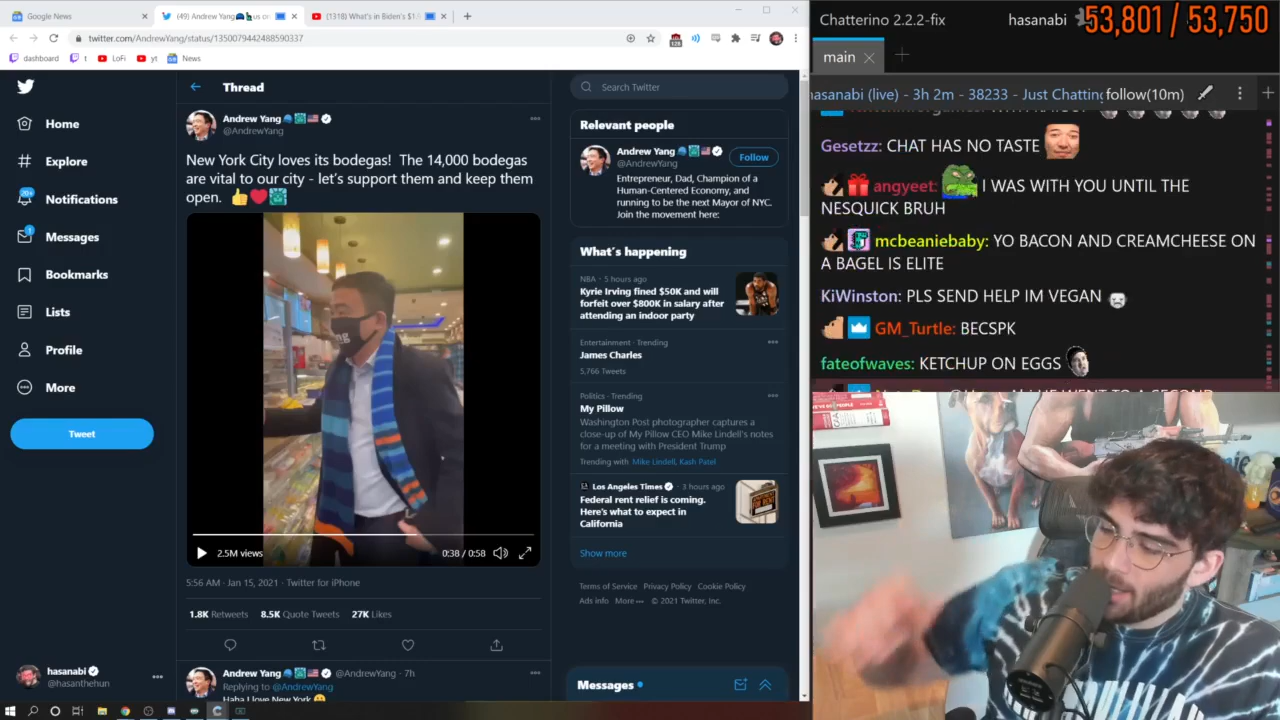 Google News
(49) Andrew Yang
us on
(1318) What's in Biden's $1.
twitter.com/AndrewYang/status/1350079442488590337
128
dashboard
t
LoFi
yt
News
Home
Explore
20+
Notifications
1
Messages
Bookmarks
Lists
Profile
More
Tweet
hasanabi
@hasanthehun
Thread
Andrew Yang
@AndrewYang
New York City loves its bodegas! The 14,000 bodegas
are vital to our city - let's support them and keep them
open.
2.5M views
0:38 / 0:58
5:56 AM · Jan 15, 2021 · Twitter for iPhone
1.8K Retweets 8.5K Quote Tweets 27K Likes
Andrew Yang @AndrewYang · 7h
Replying to @AndrewYang
Haha I love New York
Search Twitter
Relevant people
Andrew Yang
@AndrewYang
Follow
Entrepreneur, Dad, Champion of a
Human-Centered Economy, and
running to be the next Mayor of NYC.
Join the movement here:
What's happening
NBA · 5 hours ago
Kyrie Irving fined $50K and will
forfeit over $800K in salary after
attending an indoor party
Entertainment · Trending
James Charles
5,766 Tweets
Politics · Trending
My Pillow
Washington Post photographer captures a
close-up of My Pillow CEO Mike Lindell's notes
for a meeting with President Trump
Trending with Mike Lindell, Kash Patel
Los Angeles Times · 3 hours ago
Federal rent relief is coming.
Here's what to expect in
California
Show more
Terms of Service Privacy Policy Cookie Policy
Ads info More ··· © 2021 Twitter, Inc.
Messages
Chatterino 2.2.2-fix
hasanabi
53,801 / 53,750
main
hasanabi (live) - 3h 2m - 38233 - Just Chatting
follow(10m)
Gesetzz: CHAT HAS NO TASTE
angyeet: I WAS WITH YOU UNTIL THE
NESQUICK BRUH
mcbeaniebaby: YO BACON AND CREAMCHEESE ON
A BAGEL IS ELITE
KiWinston: PLS SEND HELP IM VEGAN
GM_Turtle: BECSPK
fateofwaves: KETCHUP ON EGGS